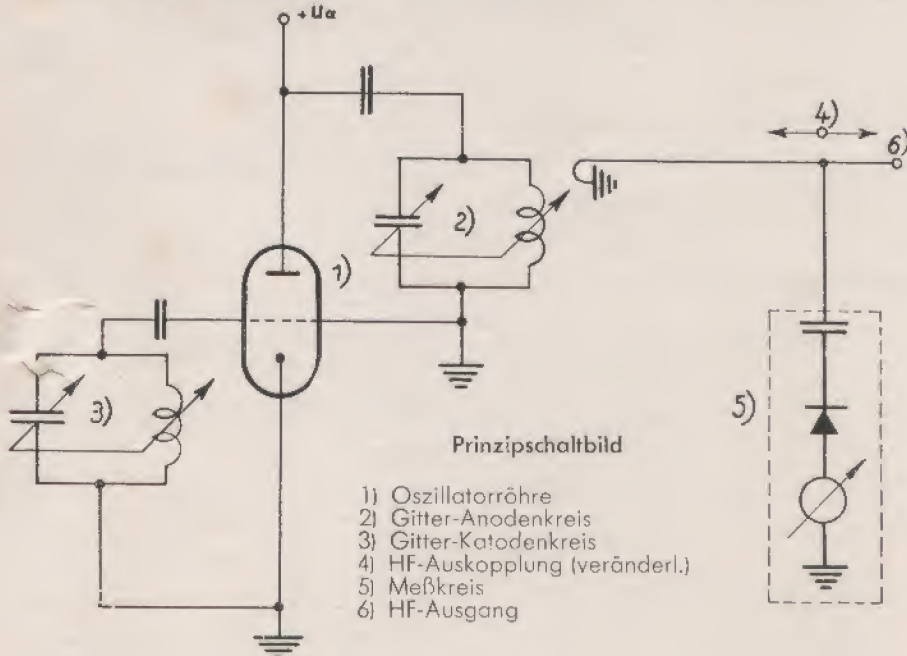 +Ua
4)
6)
2)
1)
3)
5)
Prinzipschaltbild
1) Oszillatorröhre
2) Gitter-Anodenkreis
3) Gitter-Katodenkreis
4) HF-Auskopplung (veränderl.)
5) Meßkreis
6) HF-Ausgang